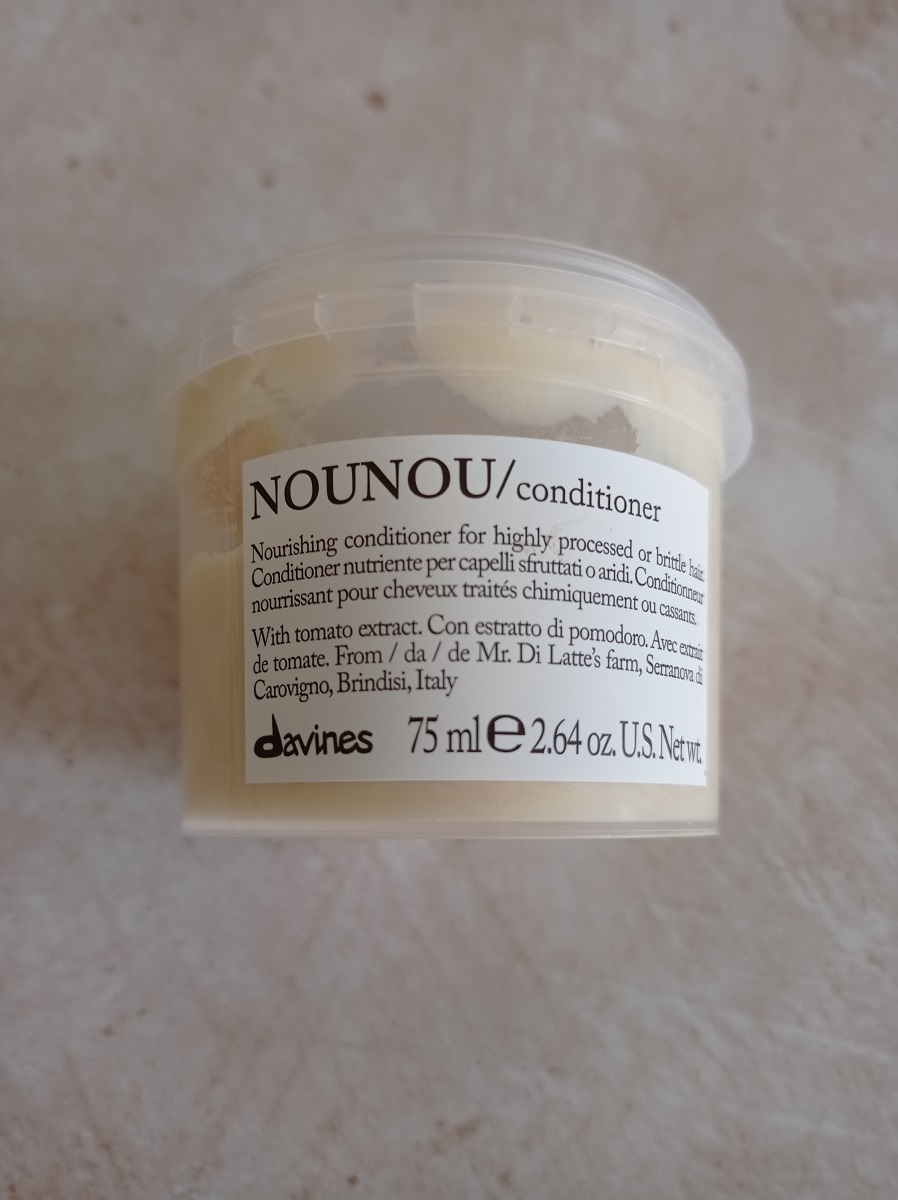 NOUNOU/conditioner
Nourishing conditioner for highly processed or brittle hair.
Conditioner nutriente per capelli sfruttati o aridi. Conditionneur
nourrissant pour cheveux traités chimiquement ou cassants.
With tomato extract. Con estratto di pomodoro. Avec extrait
de tomate. From / da / de Mr. Di Latte's farm, Serranova di
Carovigno, Brindisi, Italy
davines 75 ml e 2.64 oz. U.S. Net wt.